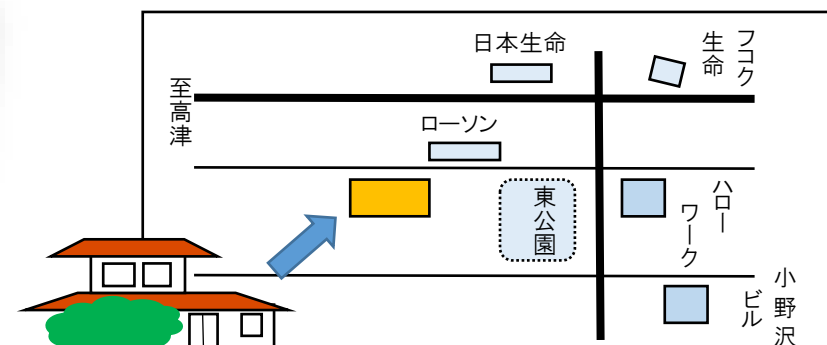 日本生命
フコク
生命
至高津
ローソン
東公園
ハロー
ワーク
小野沢
ビル